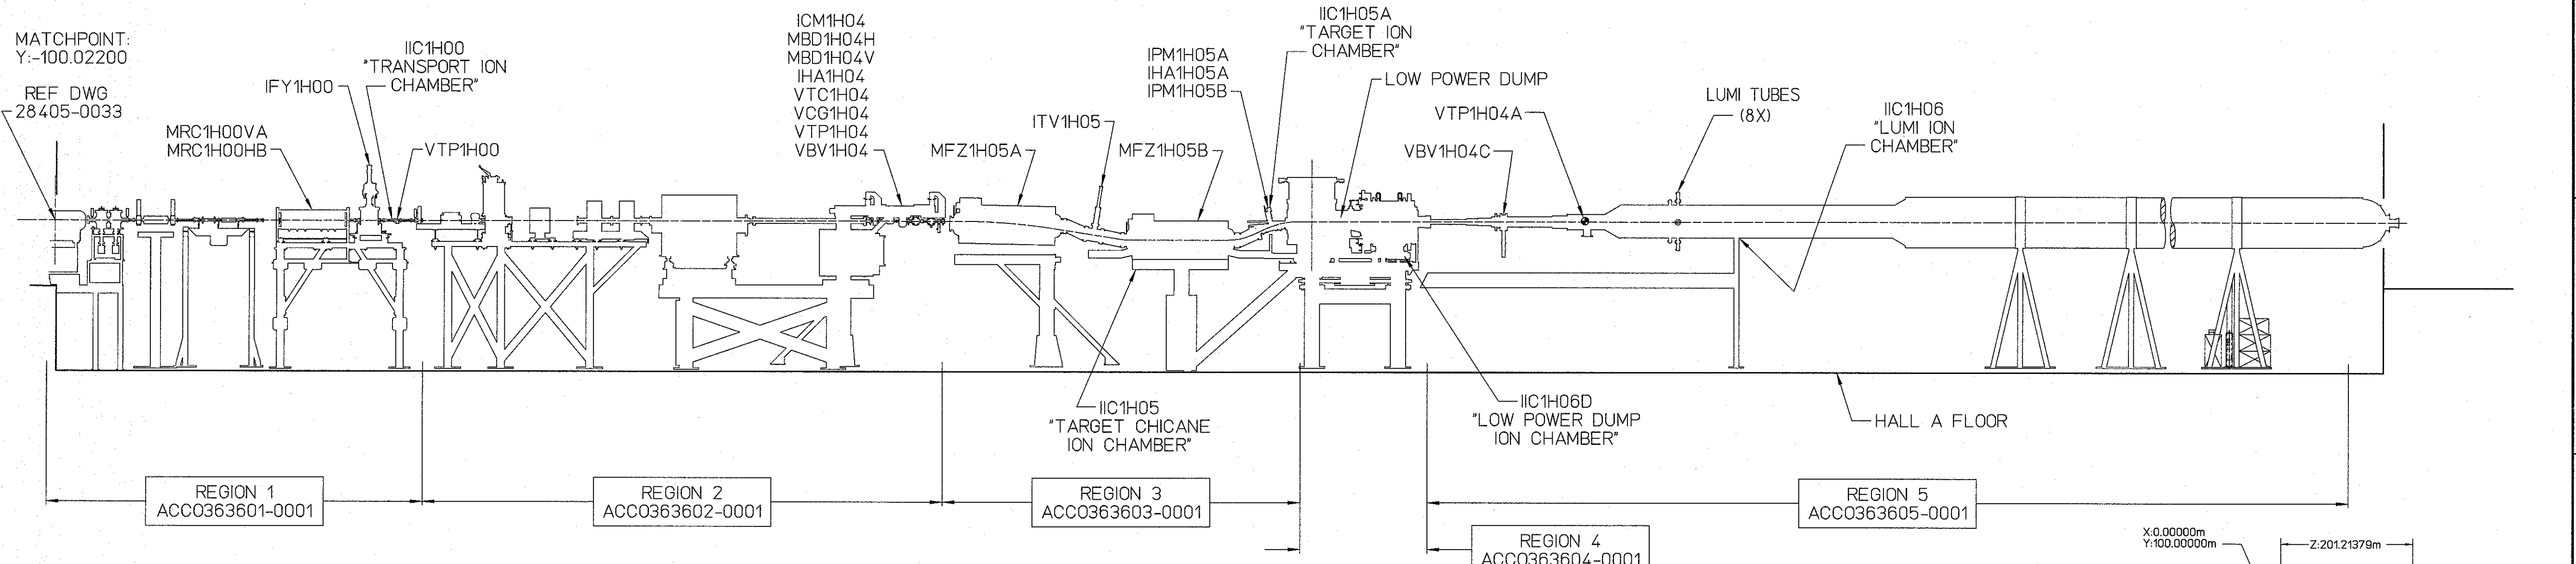 MATCHPOINT:
Y:-100.02200
REF DWG
28405-0033
MRC1H00VA
MRC1H00HB
IFY1H00
IIC1H00
"TRANSPORT ION
CHAMBER"
VTP1H00
ICM1H04
MBD1H04H
MBD1H04V
IHA1H04
VTC1H04
VCG1H04
VTP1H04
VBV1H04
MFZ1H05A
ITV1H05
MFZ1H05B
IPM1H05A
IHA1H05A
IPM1H05B
IIC1H05A
"TARGET ION
CHAMBER"
LOW POWER DUMP
VTP1H04A
VBV1H04C
LUMI TUBES
(8X)
IIC1H06
"LUMI ION
CHAMBER"
IIC1H05
"TARGET CHICANE
ION CHAMBER"
IIC1H06D
"LOW POWER DUMP
ION CHAMBER"
HALL A FLOOR
REGION 1
ACC0363601-0001
REGION 2
ACC0363602-0001
REGION 3
ACC0363603-0001
REGION 4
ACC0363604-0001
REGION 5
ACC0363605-0001
X:0.00000m
Y:100.00000m
Z:201.21379m